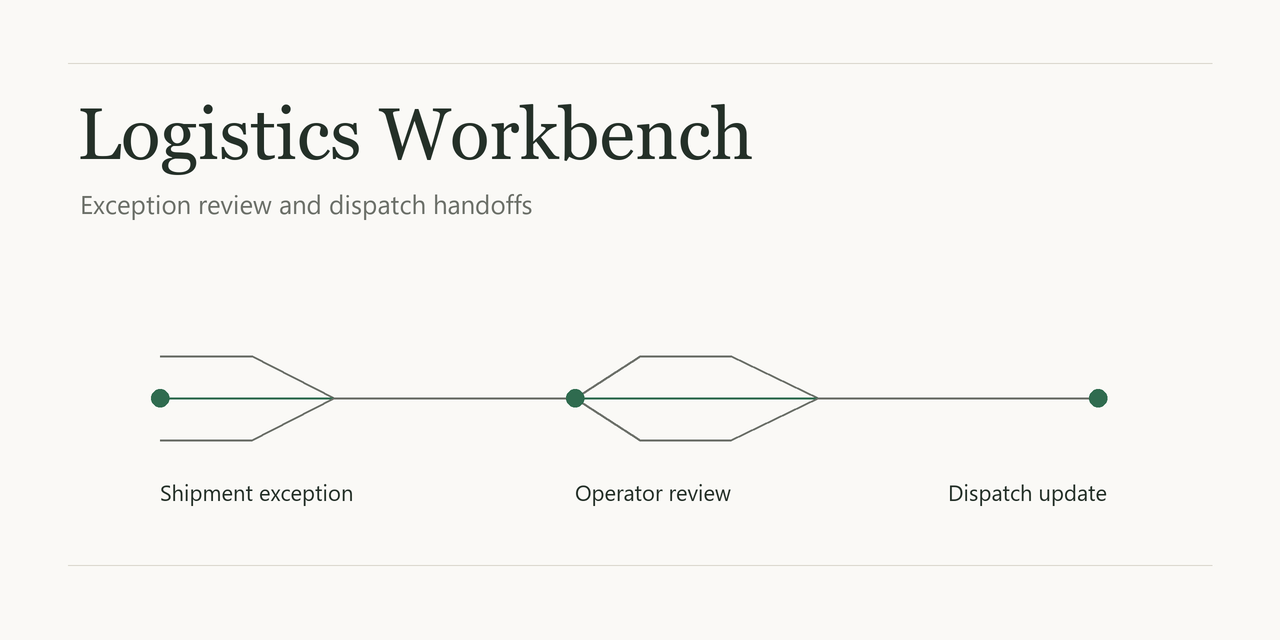 Logistics Workbench
Exception review and dispatch handoffs
Shipment exception
Operator review
Dispatch update